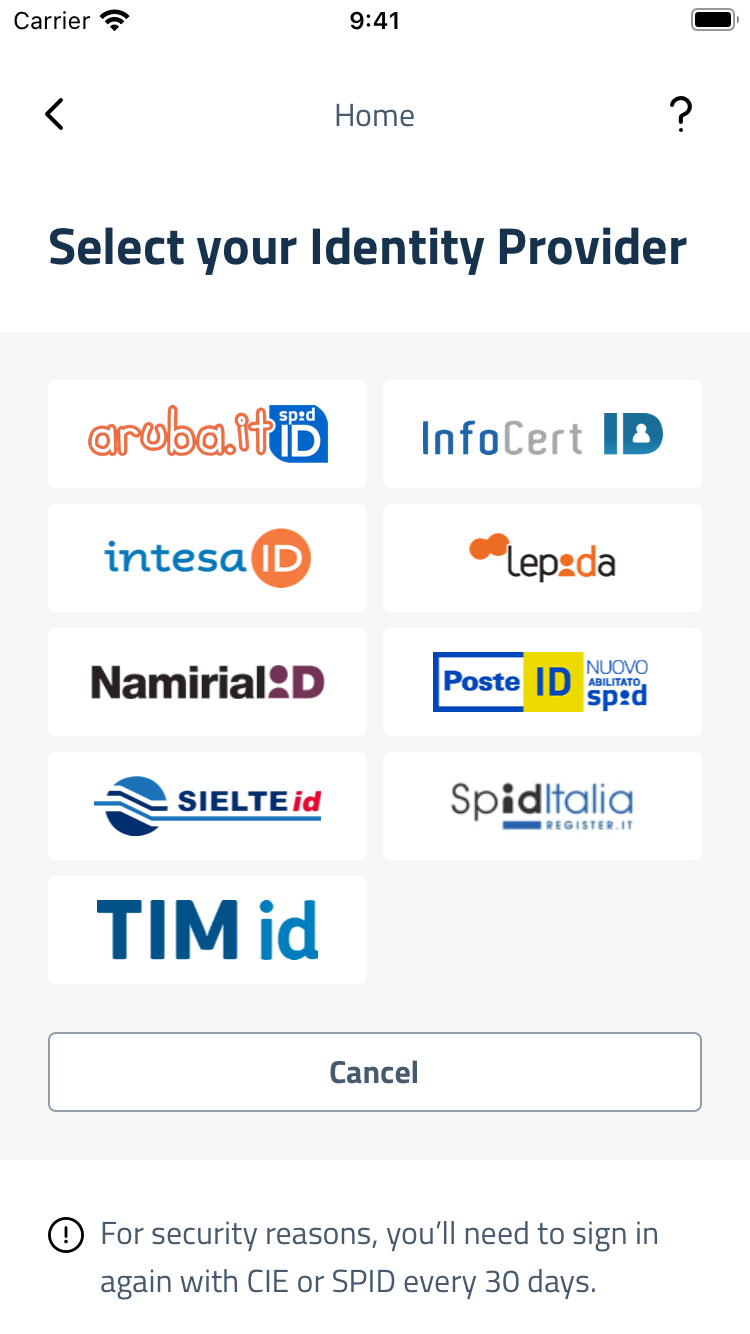 Carrier 9:41
Home ?
Select your Identity Provider
aruba.it spid ID
InfoCert ID
intesa ID
Lepida
Namirial ID
Poste ID NUOVO ABILITATO spid
SIELTE id
SpidItalia
REGISTER.IT
TIM id
Cancel
For security reasons, you’ll need to sign in
again with CIE or SPID every 30 days.